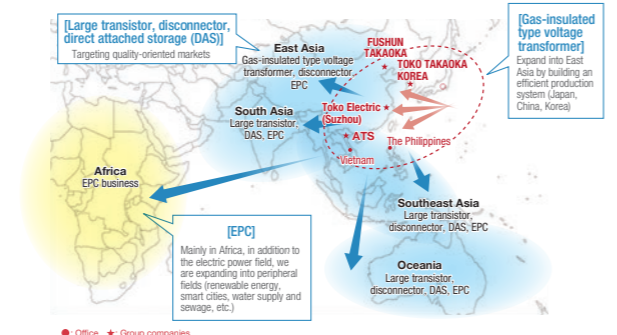 [Large transistor, disconnector,
direct attached storage (DAS)]
Targeting quality-oriented markets
East Asia
Gas-insulated type voltage
transformer, disconnector,
EPC
FUSHUN
TAKAOKA
TOKO TAKAOKA
KOREA
[Gas-insulated
type voltage
transformer]
Expand into East
Asia by building an
efficient production
system (Japan,
China, Korea)
South Asia
Large transistor,
DAS, EPC
Toko Electric ★
(Suzhou)
★ ATS
Vietnam
The Philippines
Africa
EPC business
Southeast Asia
Large transistor,
disconnector, DAS, EPC
[EPC]
Mainly in Africa, in addition to
the electric power field, we
are expanding into peripheral
fields (renewable energy,
smart cities, water supply and
sewage, etc.)
Oceania
Large transistor,
disconnector, DAS, EPC
●: Office ★: Group companies